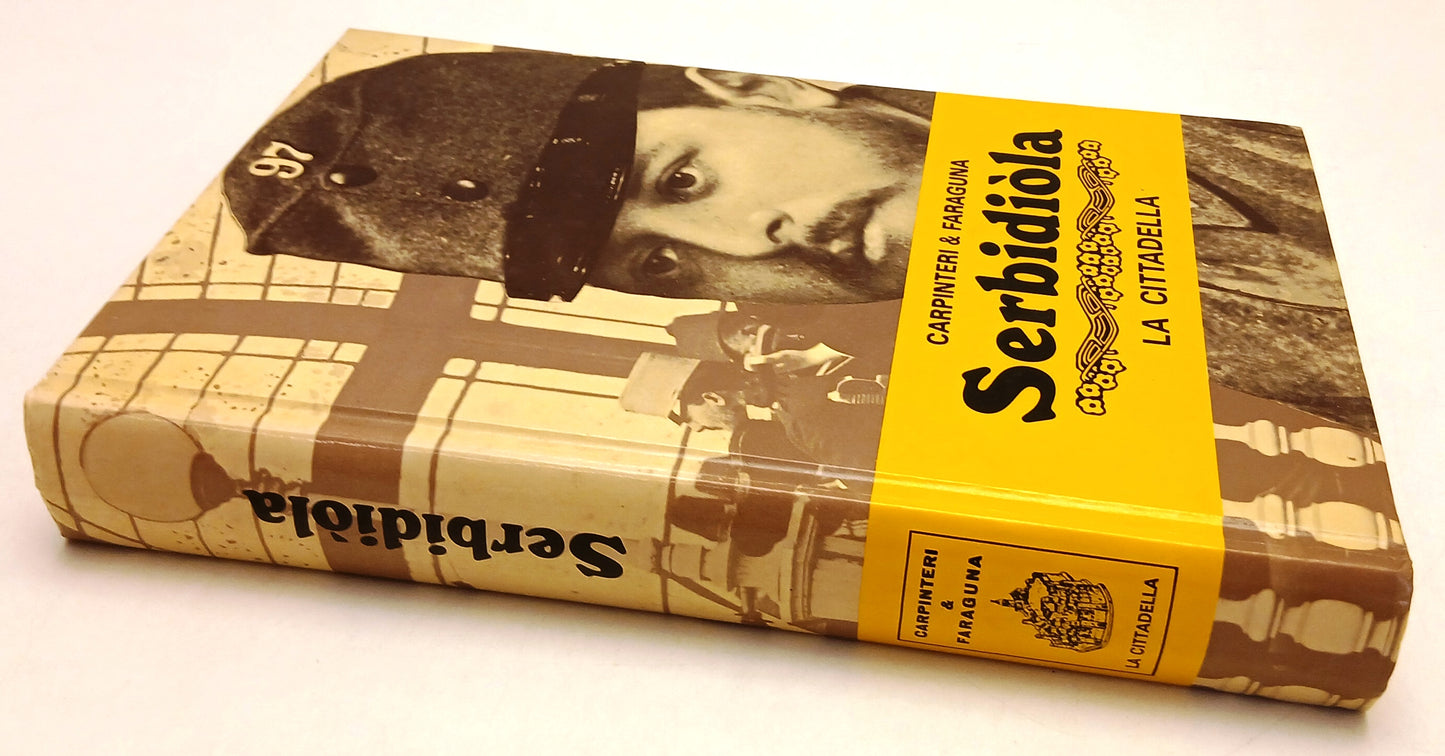 97
CARPINTERI & FARAGUNA
Serbidiòla
LA CITTADELLA
Serbidiòla
CARPINTERI
&
FARAGUNA
LA CITTADELLA